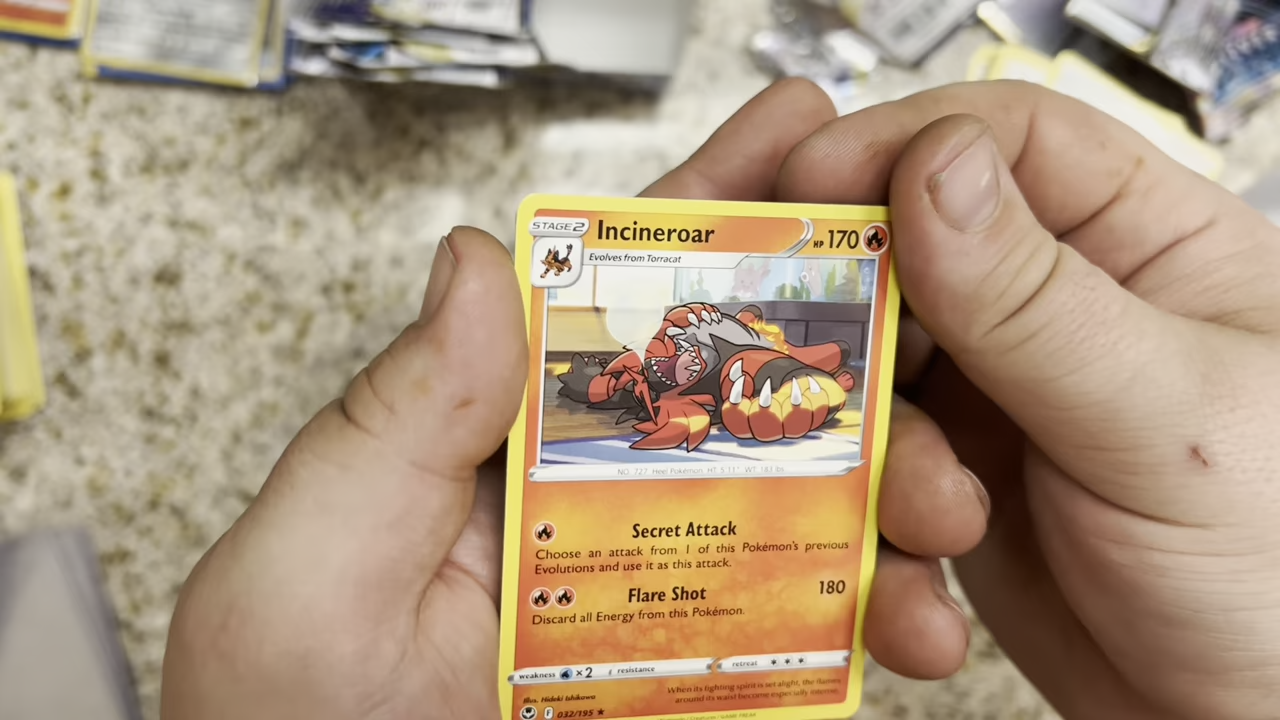 STAGE 2 Incineroar HP 170
Evolves from Torracat
NO. 727 Heel Pokémon HT: 5'11" WT: 183 lbs.
Secret Attack
Choose an attack from 1 of this Pokémon's previous
Evolutions and use it as this attack.
Flare Shot 180
Discard all Energy from this Pokémon.
weakness ×2 resistance retreat
When its fighting spirit is set alight, the flames
around its waist become especially intense.
Illus. Hideki Ishikawa
F 032/195 ★